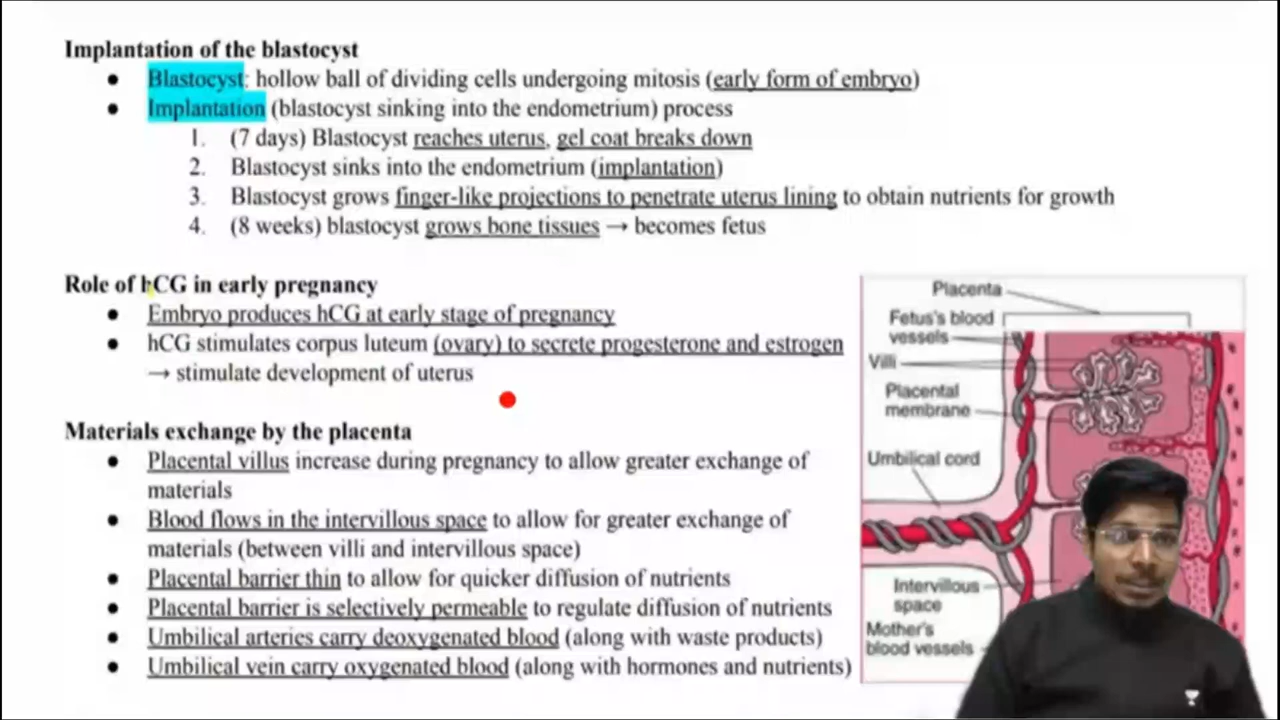 Implantation of the blastocyst
● Blastocyst: hollow ball of dividing cells undergoing mitosis (early form of embryo)
● Implantation (blastocyst sinking into the endometrium) process
1. (7 days) Blastocyst reaches uterus, gel coat breaks down
2. Blastocyst sinks into the endometrium (implantation)
3. Blastocyst grows finger-like projections to penetrate uterus lining to obtain nutrients for growth
4. (8 weeks) blastocyst grows bone tissues → becomes fetus
Role of hCG in early pregnancy
● Embryo produces hCG at early stage of pregnancy
● hCG stimulates corpus luteum (ovary) to secrete progesterone and estrogen
→ stimulate development of uterus
Materials exchange by the placenta
● Placental villus increase during pregnancy to allow greater exchange of
materials
● Blood flows in the intervillous space to allow for greater exchange of
materials (between villi and intervillous space)
● Placental barrier thin to allow for quicker diffusion of nutrients
● Placental barrier is selectively permeable to regulate diffusion of nutrients
● Umbilical arteries carry deoxygenated blood (along with waste products)
● Umbilical vein carry oxygenated blood (along with hormones and nutrients)
Placenta
Fetus's blood
vessels
Villi
Placental
membrane
Umbilical cord
Intervillous
space
Mother's
blood vessels